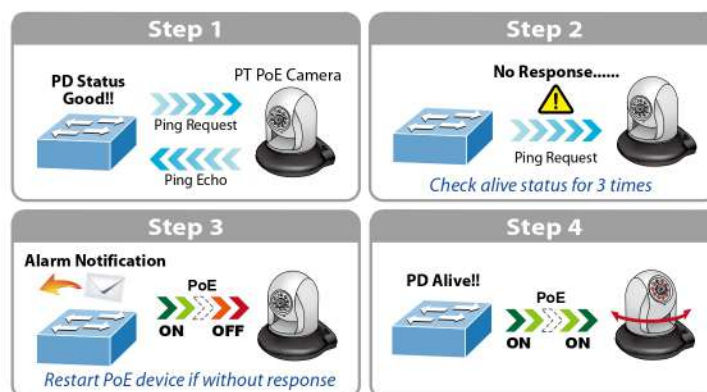 Step 1
PD Status
Good!!
PT PoE Camera
Ping Request
Ping Echo
Step 2
No Response......
Ping Request
Check alive status for 3 times
Step 3
Alarm Notification
PoE
ON OFF
Restart PoE device if without response
Step 4
PD Alive!!
PoE
ON ON